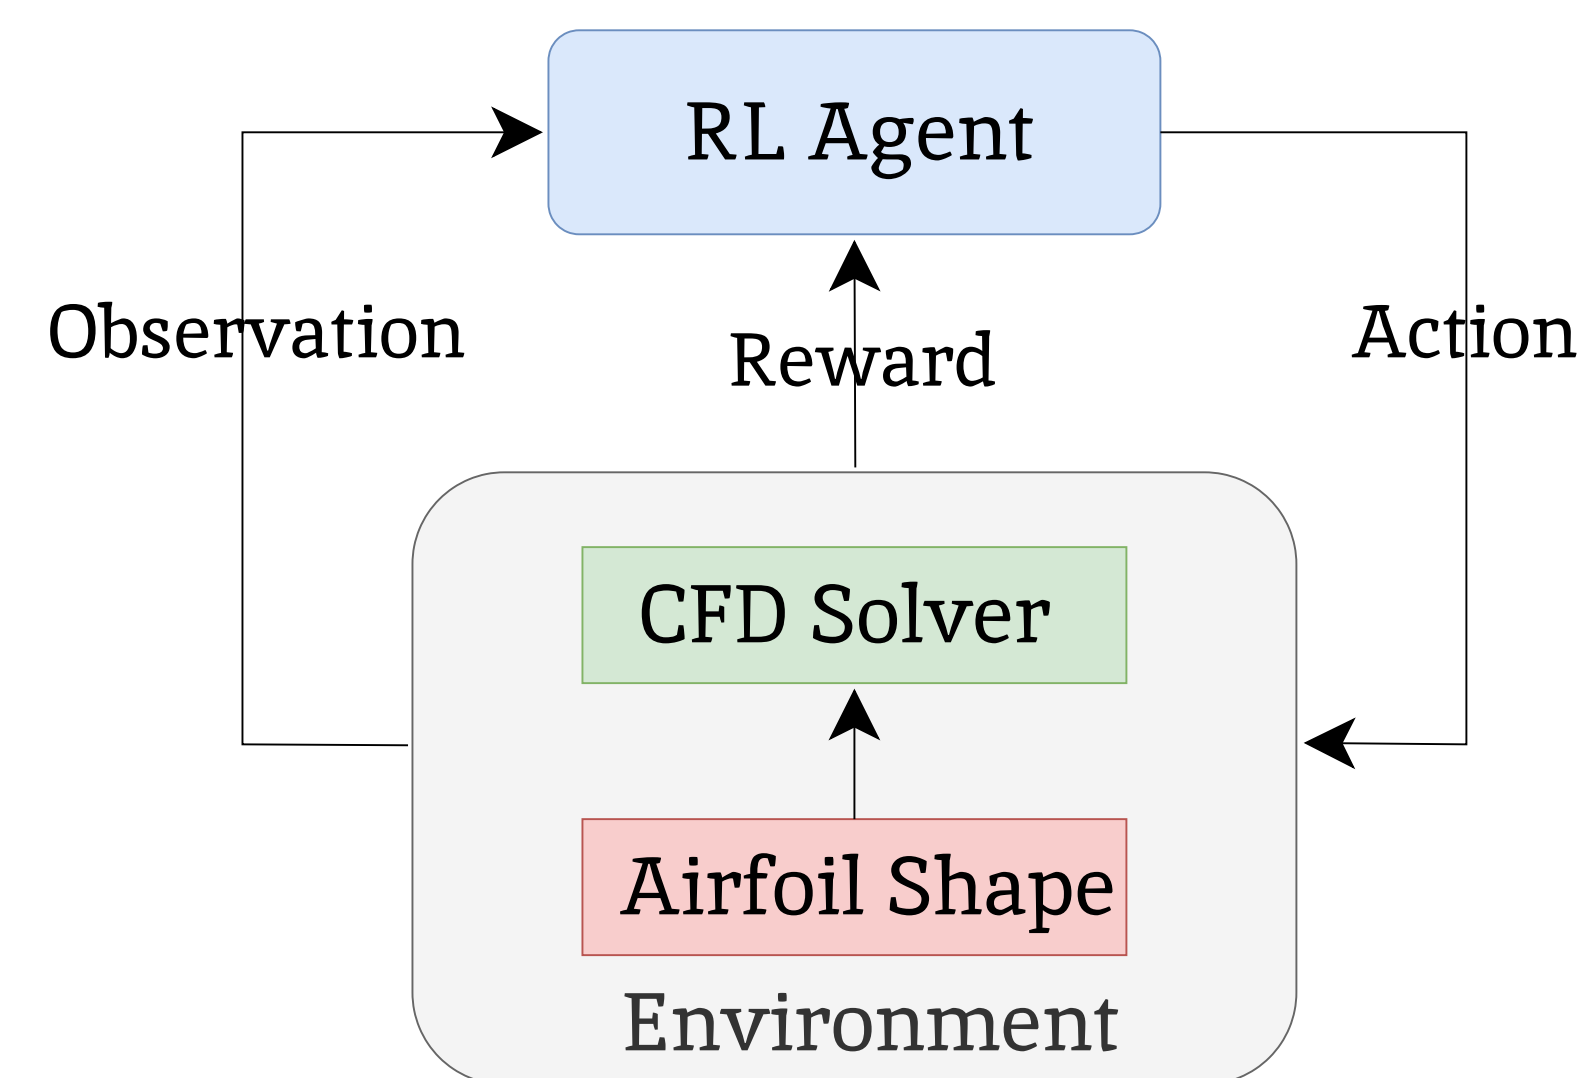 RL Agent
Observation
Reward
Action
CFD Solver
Airfoil Shape
Environment